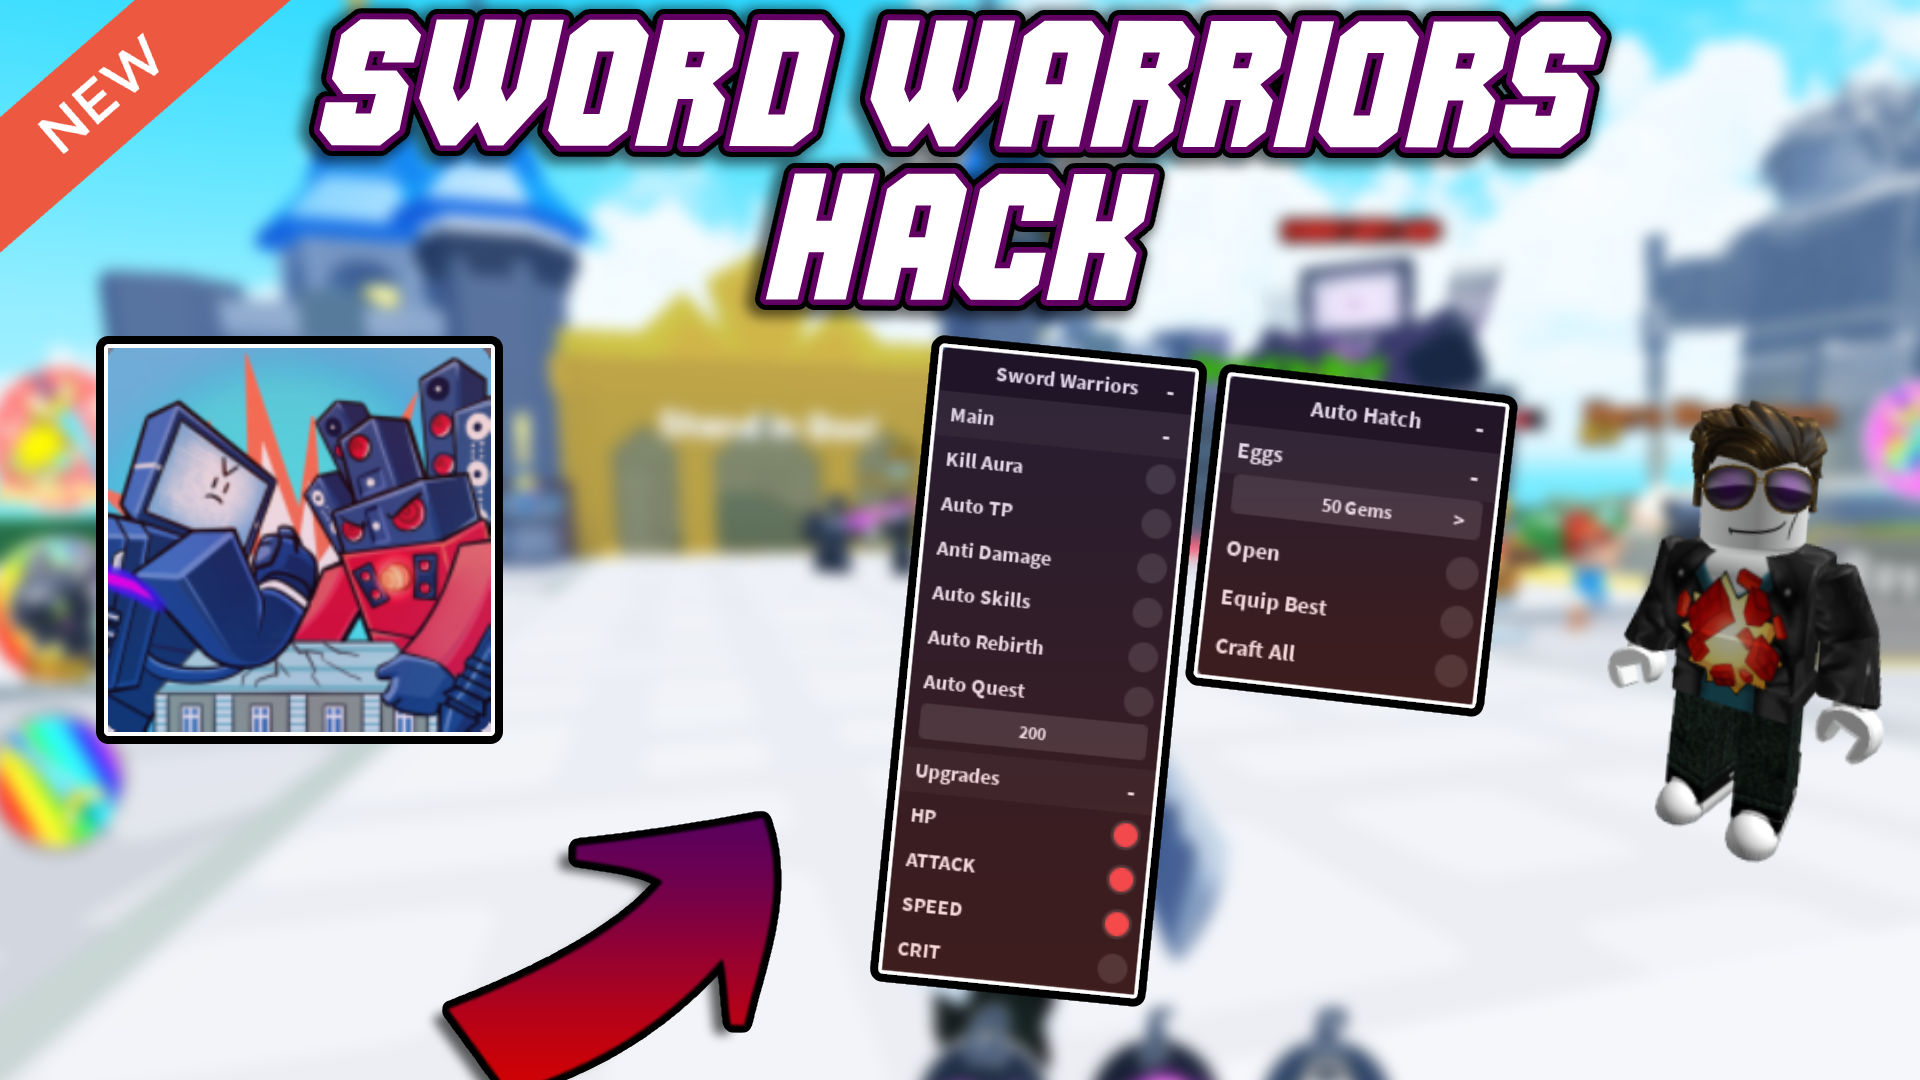 NEW
SWORD WARRIORS
HACK
Sword Warriors -
Main -
Kill Aura
Auto TP
Anti Damage
Auto Skills
Auto Rebirth
Auto Quest
200
Upgrades -
HP
ATTACK
SPEED
CRIT
Auto Hatch -
Eggs -
50 Gems >
Open
Equip Best
Craft All